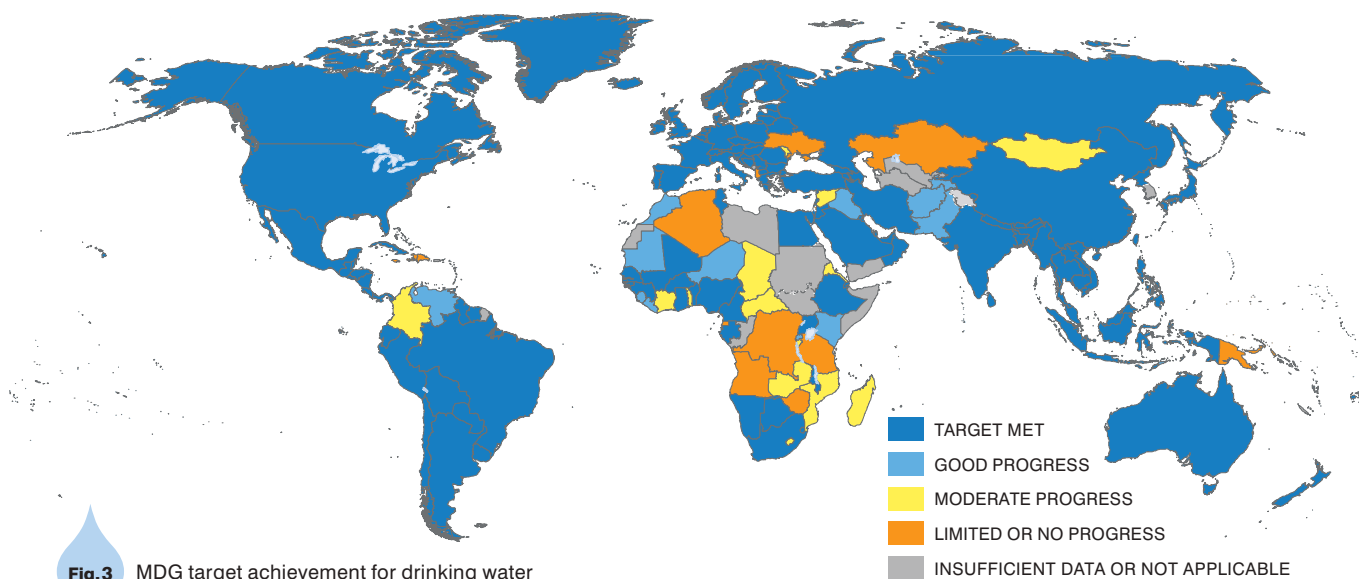 TARGET MET
GOOD PROGRESS
MODERATE PROGRESS
LIMITED OR NO PROGRESS
INSUFFICIENT DATA OR NOT APPLICABLE
Fig.3 MDG target achievement for drinking water